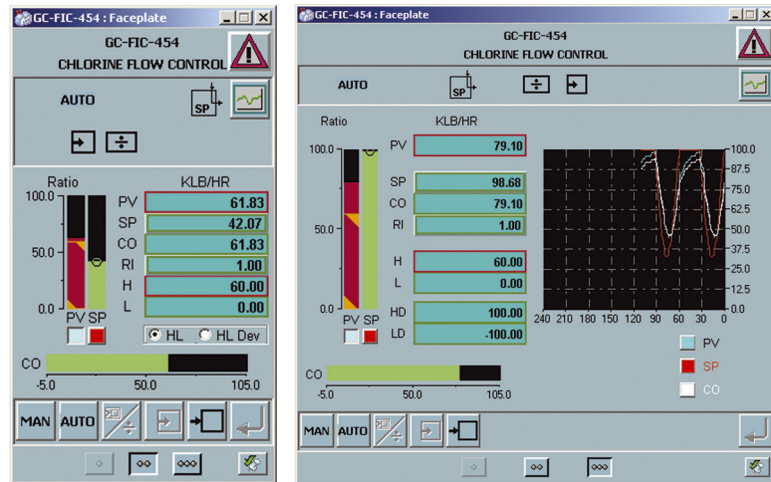 GC-FIC-454 : Faceplate
GC-FIC-454
CHLORINE FLOW CONTROL
AUTO
SP
Ratio KLB/HR
100.0
50.0
0.0
PV 61.83
SP 42.07
CO 61.83
RI 1.00
H 60.00
L 0.00
PV SP
HL HL Dev
CO
-5.0 50.0 105.0
MAN AUTO
GC-FIC-454 : Faceplate
GC-FIC-454
CHLORINE FLOW CONTROL
AUTO
SP
Ratio KLB/HR
100.0
50.0
0.0
PV SP
PV 79.10
SP 98.68
CO 79.10
RI 1.00
H 60.00
L 0.00
HD 100.00
LD -100.00
100.0
87.5
75.0
62.5
50.0
37.5
25.0
12.5
0.0
240 210 180 150 120 90 60 30 0
PV
SP
CO
CO
-5.0 50.0 105.0
MAN AUTO